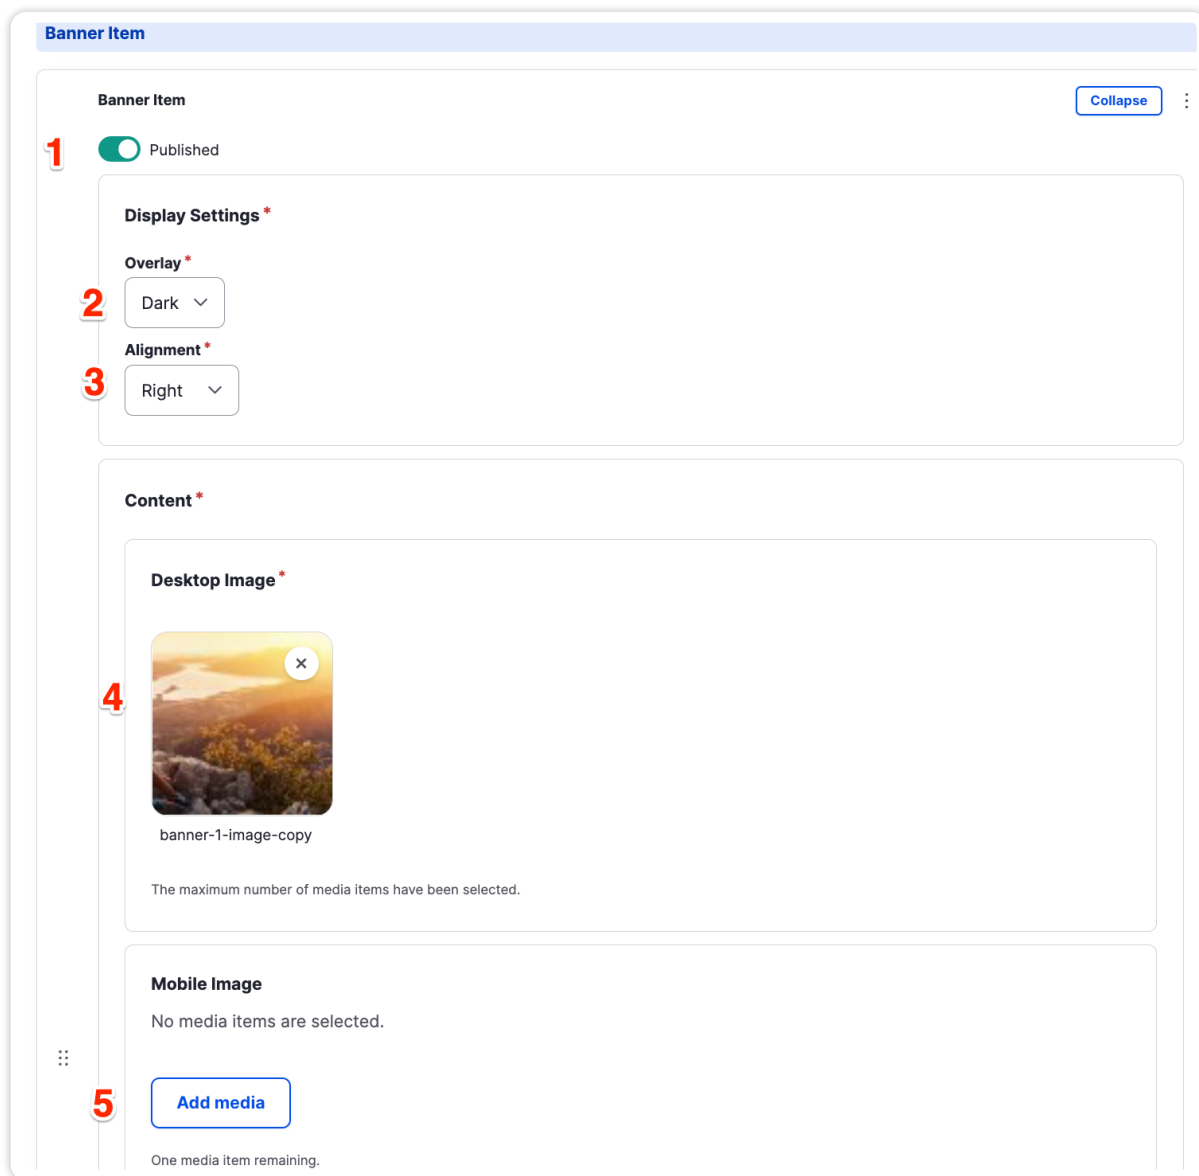 Banner Item
Banner Item
Collapse
1
Published
Display Settings *
Overlay *
2
Dark
Alignment *
3
Right
Content *
Desktop Image *
4
banner-1-image-copy
The maximum number of media items have been selected.
Mobile Image
No media items are selected.
5
Add media
One media item remaining.